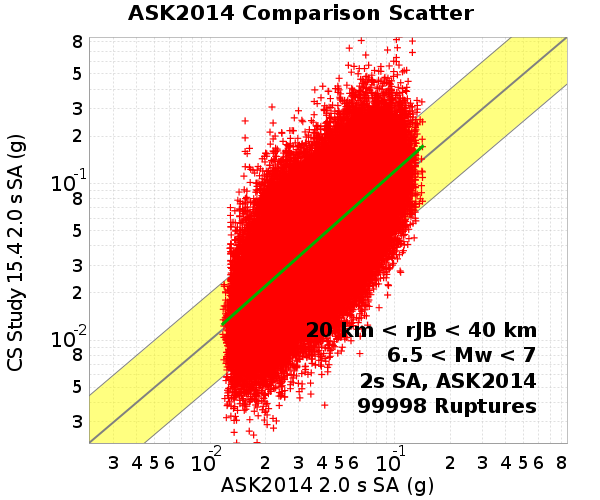 ASK2014 Comparison Scatter
8
5
3
2
10-1
8
5
3
2
10-2
8
5
3
CS Study 15.4 2.0 s SA (g)
20 km < rJB < 40 km
6.5 < Mw < 7
2s SA, ASK2014
99998 Ruptures
3 4 5 6 10-2 2 3 4 5 6 10-1 2 3 4 5 6 8
ASK2014 2.0 s SA (g)